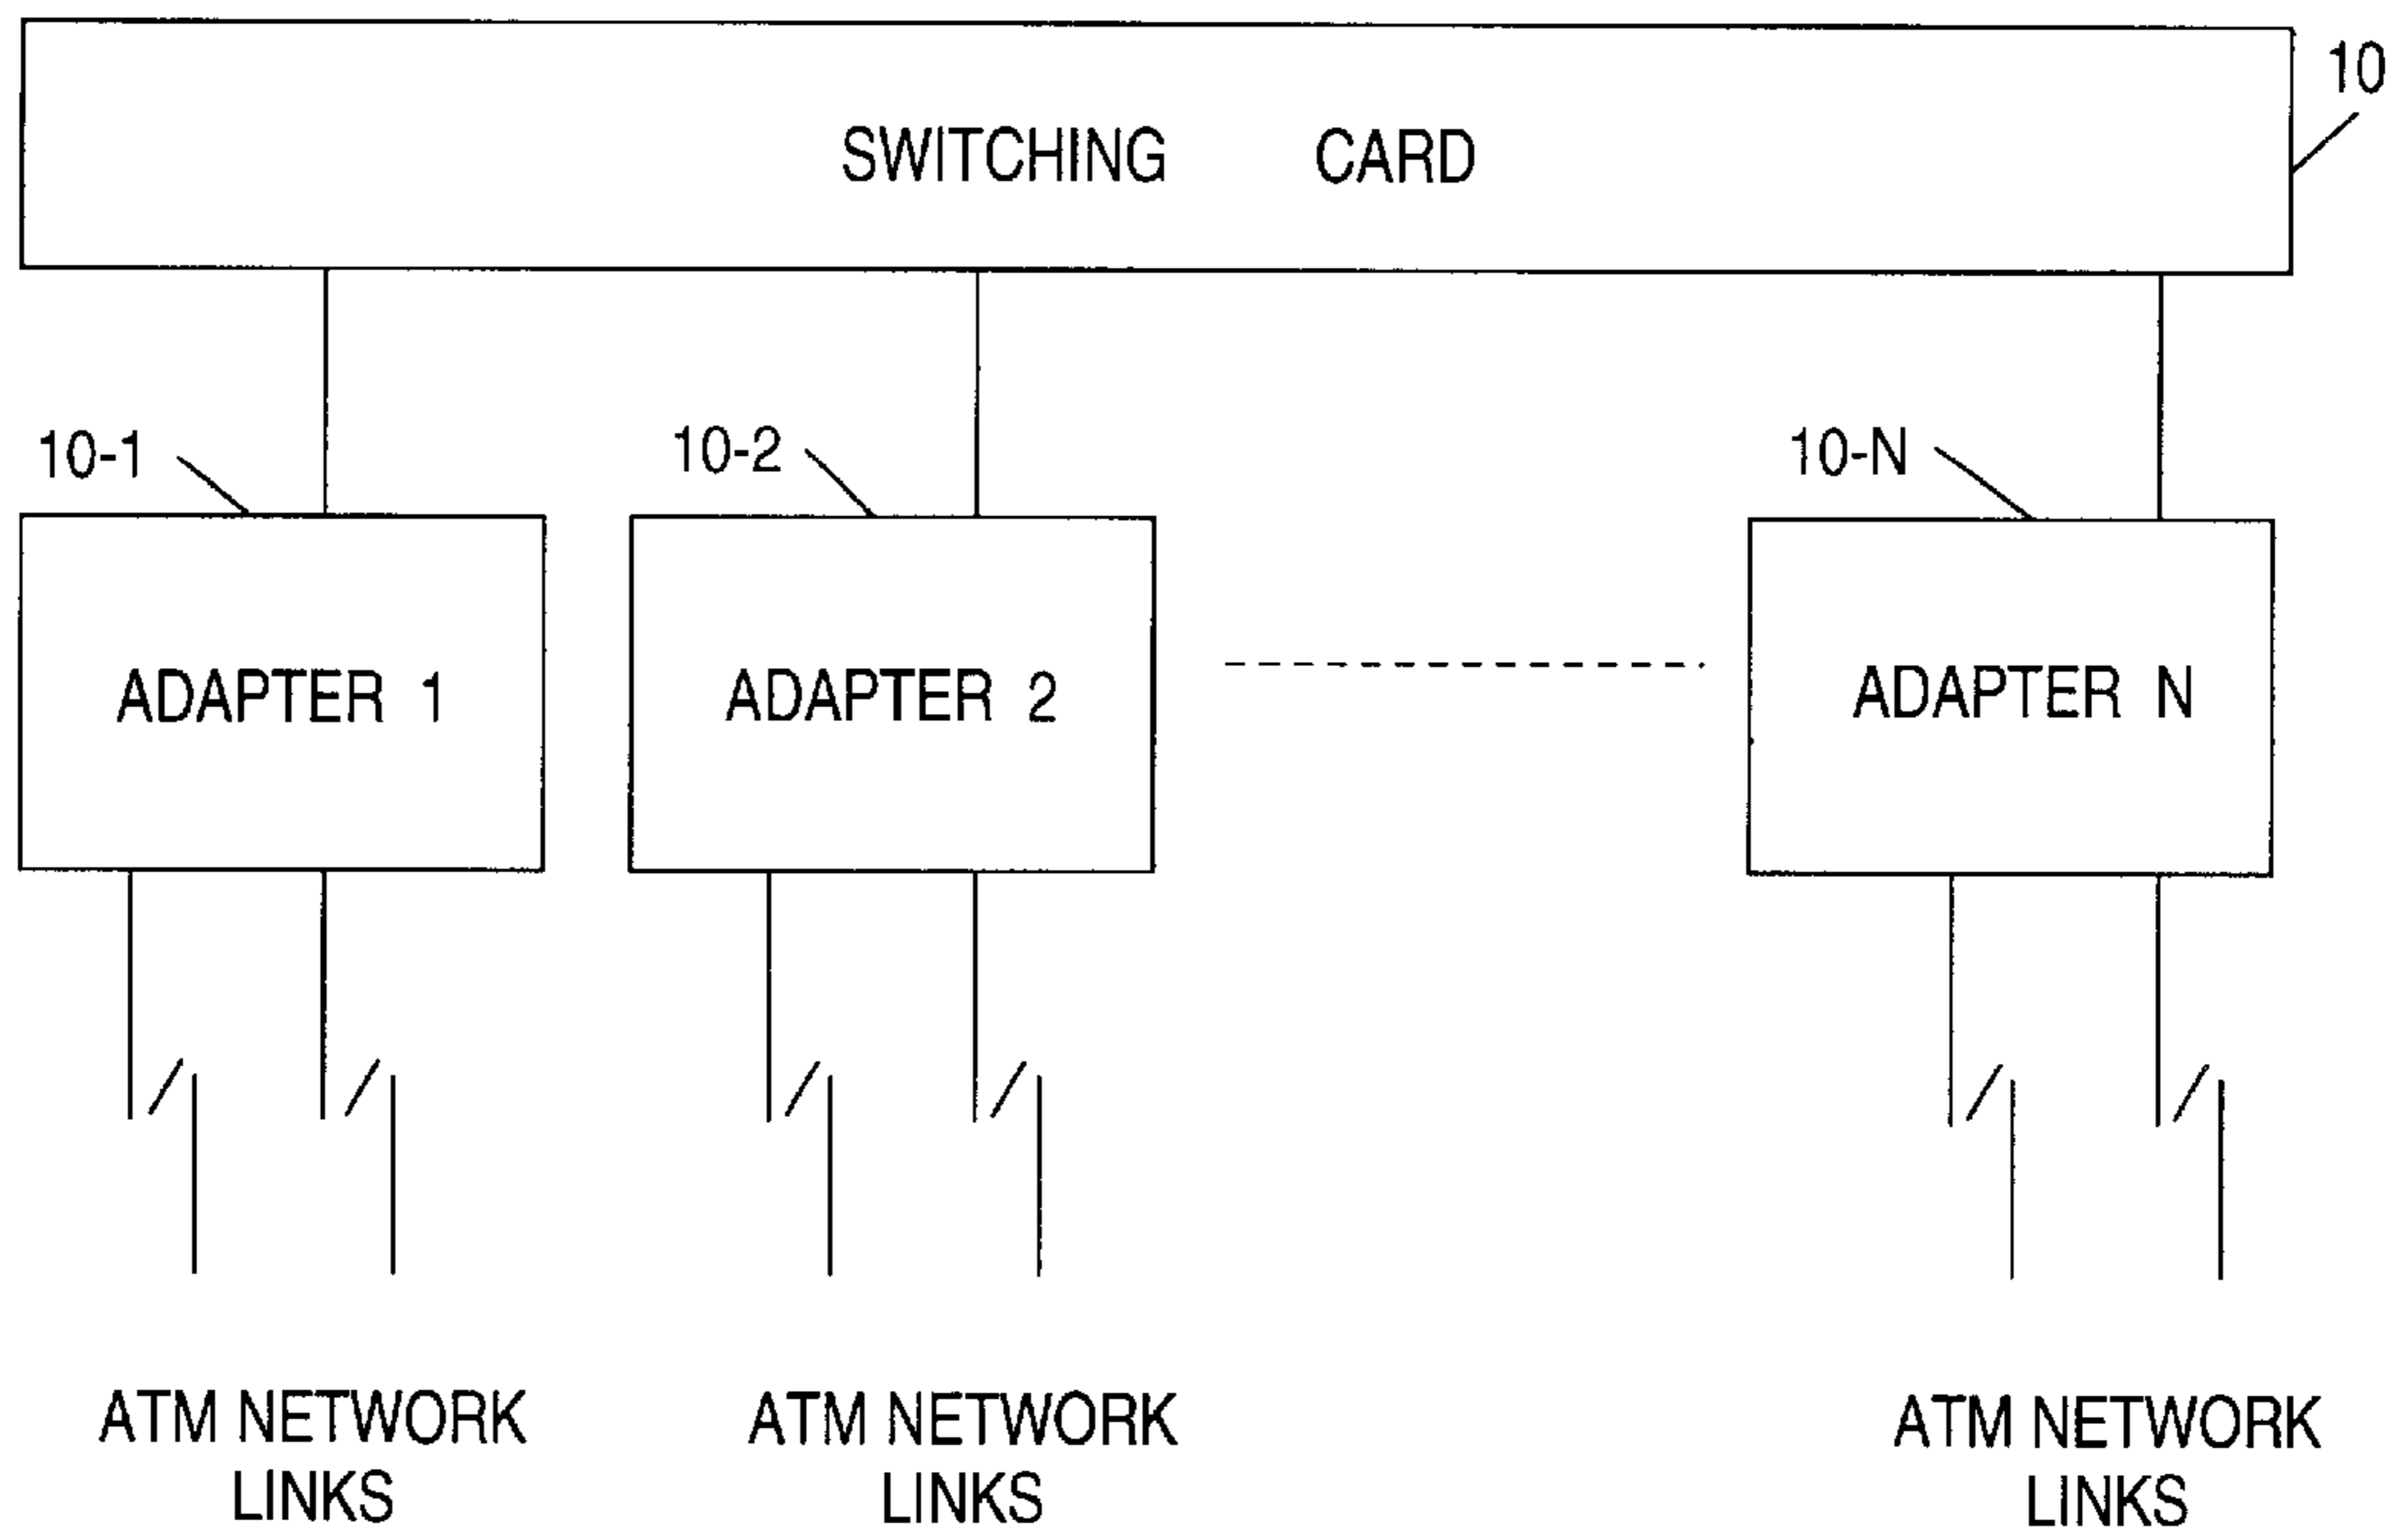 10
SWITCHING CARD
10-1
10-2
10-N
ADAPTER 1
ADAPTER 2
ADAPTER N
ATM NETWORK
LINKS
ATM NETWORK
LINKS
ATM NETWORK
LINKS